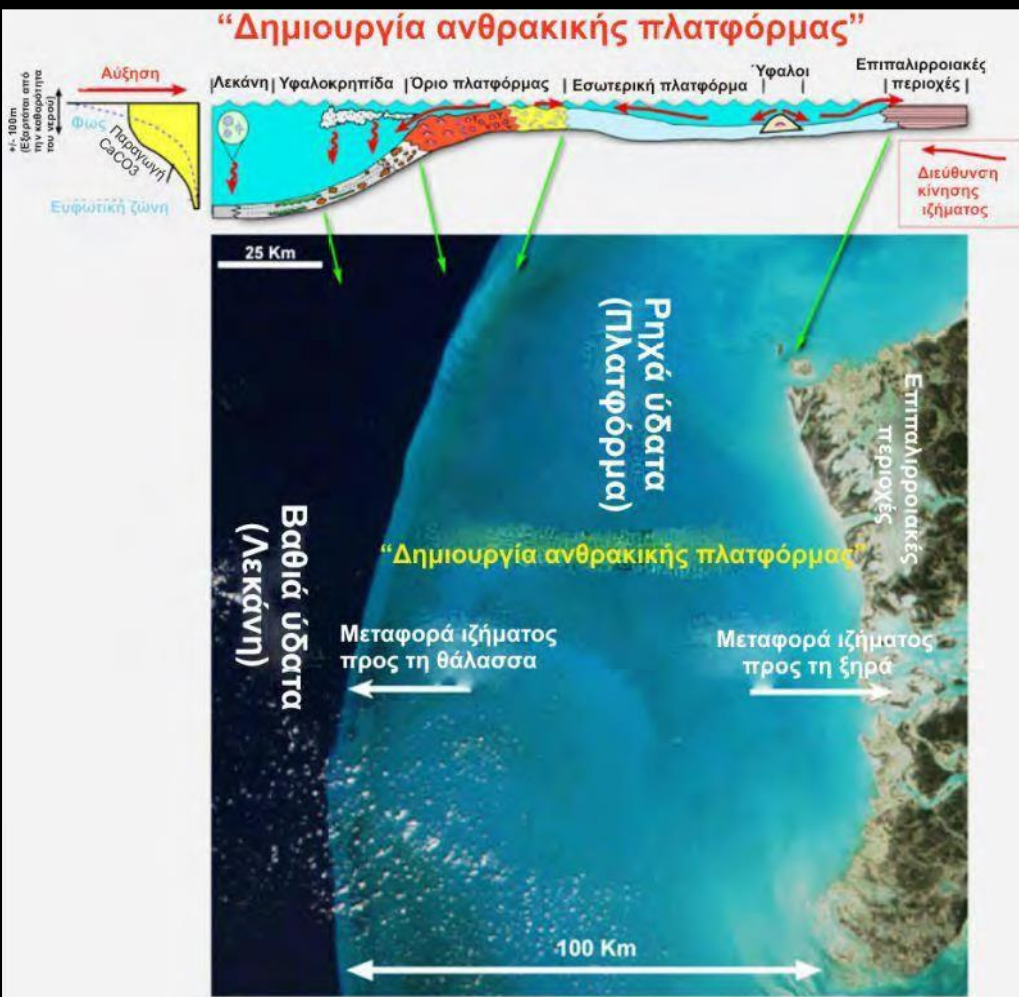 “Δημιουργία ανθρακικής πλατφόρμας”
+/- 100m
(Εξαρτάται από
την καθαρότητα
του νερού)
Αύξηση
Φως
Παραγωγή
CaCO3
Ευφωτική ζώνη
Λεκάνη
Υφαλοκρηπίδα
Όριο πλατφόρμας
Εσωτερική πλατφόρμα
Ύφαλοι
Επιπαλιρροιακές
περιοχές
Διεύθυνση
κίνησης
ιζήματος
25 Km
Ρηχά ύδατα
(Πλατφόρμα)
Επιπαλιρροιακές
περιοχές
Βαθιά ύδατα
(Λεκάνη)
“Δημιουργία ανθρακικής πλατφόρμας”
Μεταφορά ιζήματος
προς τη θάλασσα
Μεταφορά ιζήματος
προς τη ξηρά
100 Km